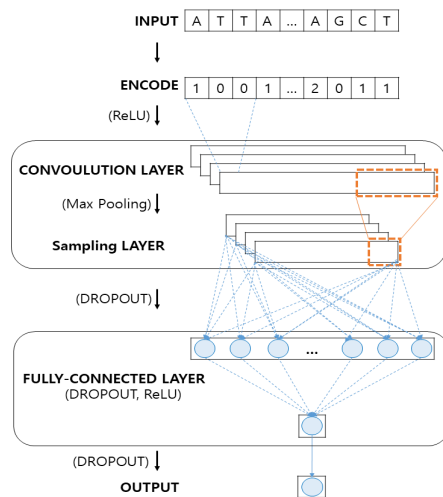 INPUT A T T A ... A G C T
ENCODE 1 0 0 1 ... 2 0 1 1
(ReLU)
CONVOULUTION LAYER
(Max Pooling)
Sampling LAYER
(DROPOUT)
...
FULLY-CONNECTED LAYER
(DROPOUT, ReLU)
(DROPOUT)
OUTPUT